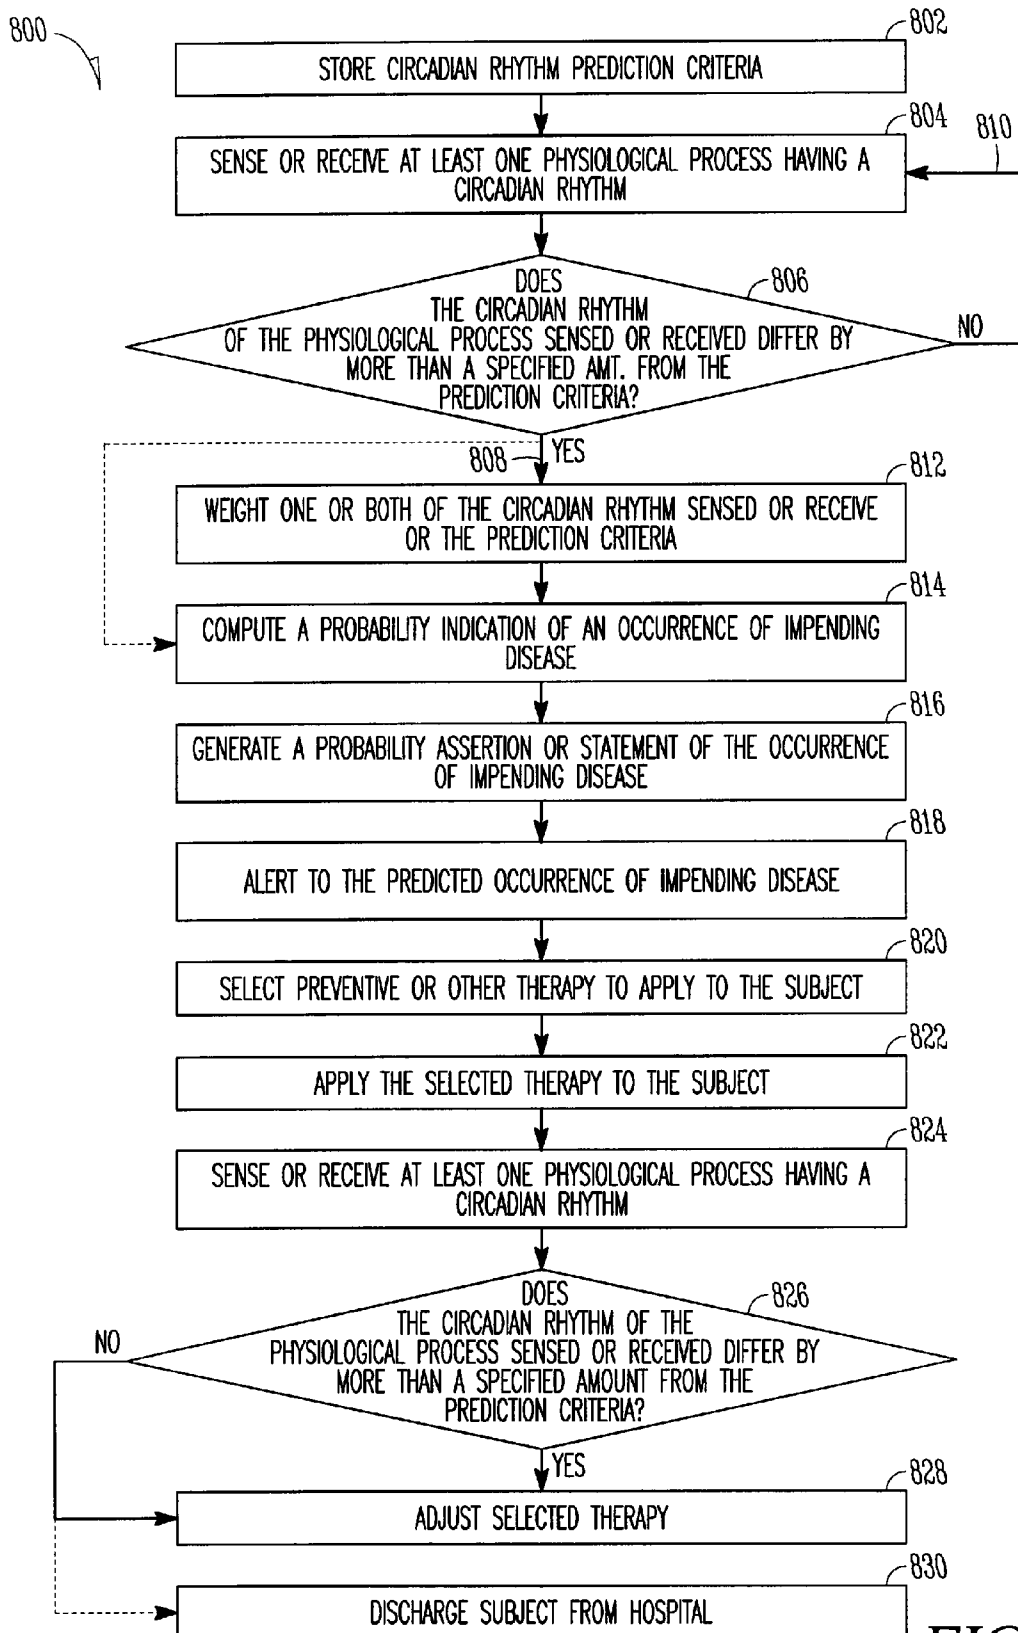 800
802
STORE CIRCADIAN RHYTHM PREDICTION CRITERIA
804
810
SENSE OR RECEIVE AT LEAST ONE PHYSIOLOGICAL PROCESS HAVING A
CIRCADIAN RHYTHM
806
DOES
THE CIRCADIAN RHYTHM
OF THE PHYSIOLOGICAL PROCESS SENSED OR RECEIVED DIFFER BY
MORE THAN A SPECIFIED AMT. FROM THE
PREDICTION CRITERIA?
NO
808
YES
812
WEIGHT ONE OR BOTH OF THE CIRCADIAN RHYTHM SENSED OR RECEIVE
OR THE PREDICTION CRITERIA
814
COMPUTE A PROBABILITY INDICATION OF AN OCCURRENCE OF IMPENDING
DISEASE
816
GENERATE A PROBABILITY ASSERTION OR STATEMENT OF THE OCCURRENCE
OF IMPENDING DISEASE
818
ALERT TO THE PREDICTED OCCURRENCE OF IMPENDING DISEASE
820
SELECT PREVENTIVE OR OTHER THERAPY TO APPLY TO THE SUBJECT
822
APPLY THE SELECTED THERAPY TO THE SUBJECT
824
SENSE OR RECEIVE AT LEAST ONE PHYSIOLOGICAL PROCESS HAVING A
CIRCADIAN RHYTHM
826
DOES
THE CIRCADIAN RHYTHM OF THE
PHYSIOLOGICAL PROCESS SENSED OR RECEIVED DIFFER BY
MORE THAN A SPECIFIED AMOUNT FROM THE
PREDICTION CRITERIA?
NO
YES
828
ADJUST SELECTED THERAPY
830
DISCHARGE SUBJECT FROM HOSPITAL